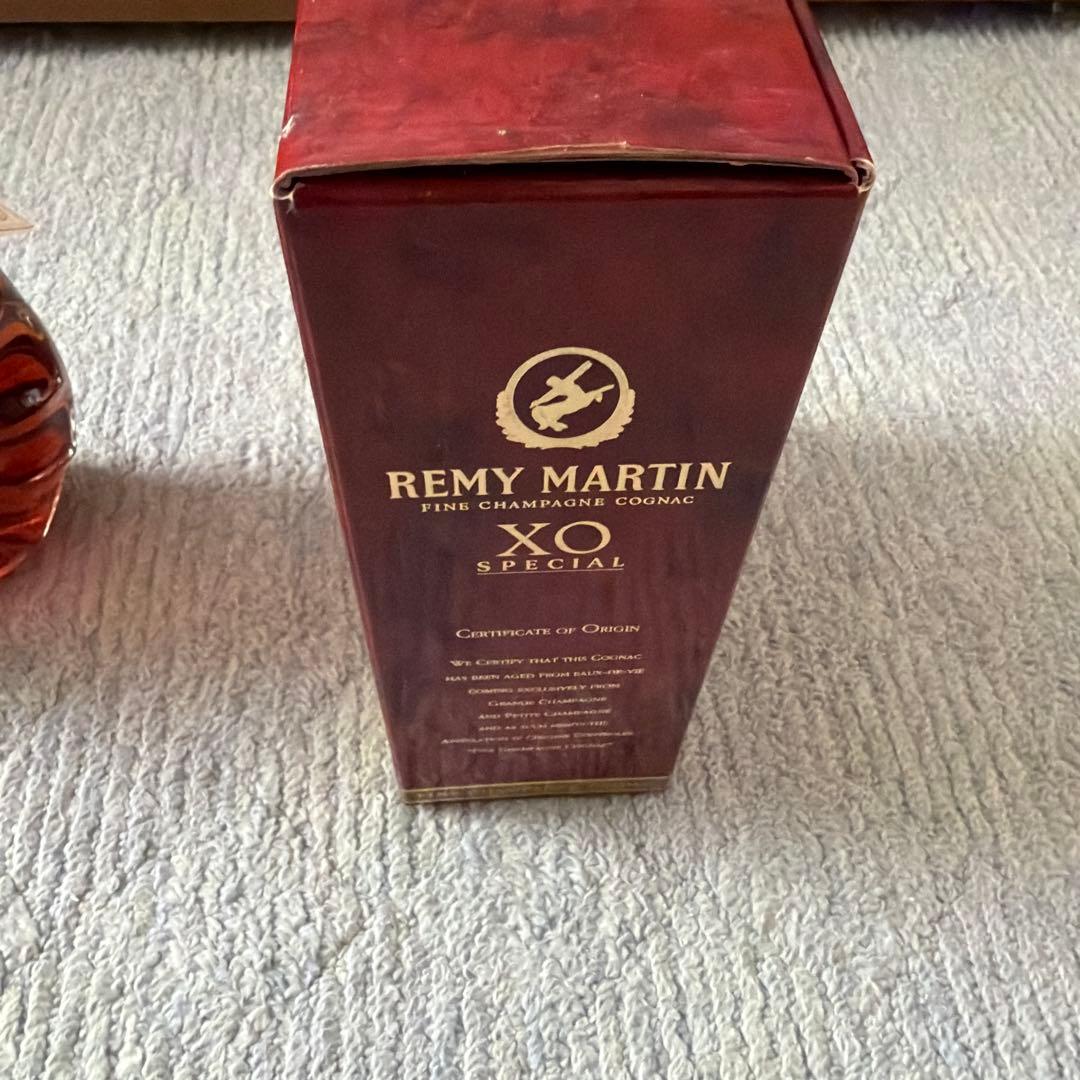 REMY MARTIN
FINE CHAMPAGNE COGNAC
XO
SPECIAL
CERTIFICATE OF ORIGIN
WE CERTIFY THAT THIS COGNAC
HAS BEEN AGED FROM EAUX-DE-VIE
COMING EXCLUSIVELY FROM
GRANDE CHAMPAGNE
AND PETITE CHAMPAGNE